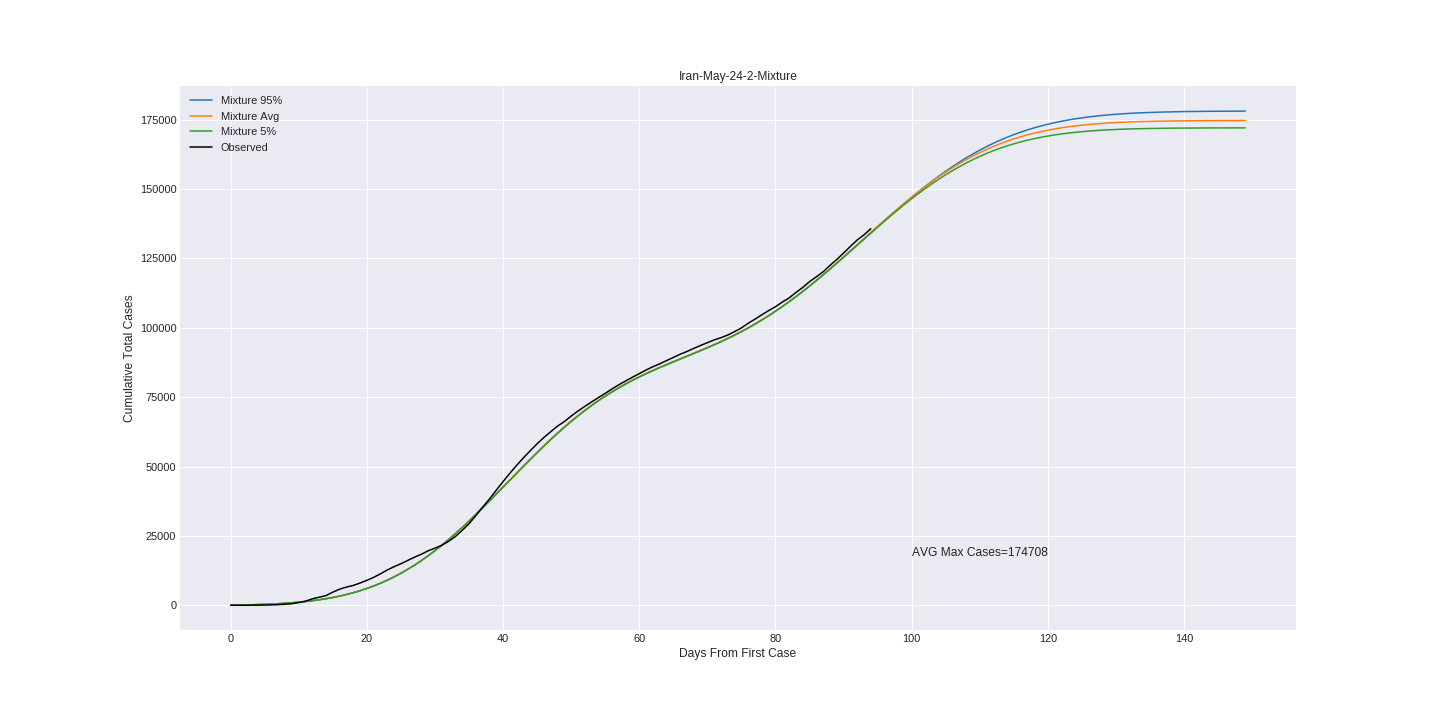 Iran-May-24-2-Mixture
Mixture 95%
Mixture Avg
Mixture 5%
Observed
175000
150000
125000
100000
75000
50000
25000
0
Cumulative Total Cases
AVG Max Cases=174708
0 20 40 60 80 100 120 140
Days From First Case